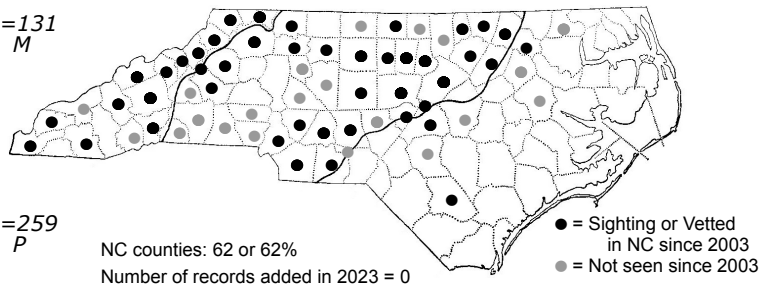 =131
M
=259
P
NC counties: 62 or 62%
Number of records added in 2023 = 0
= Sighting or Vetted
in NC since 2003
= Not seen since 2003